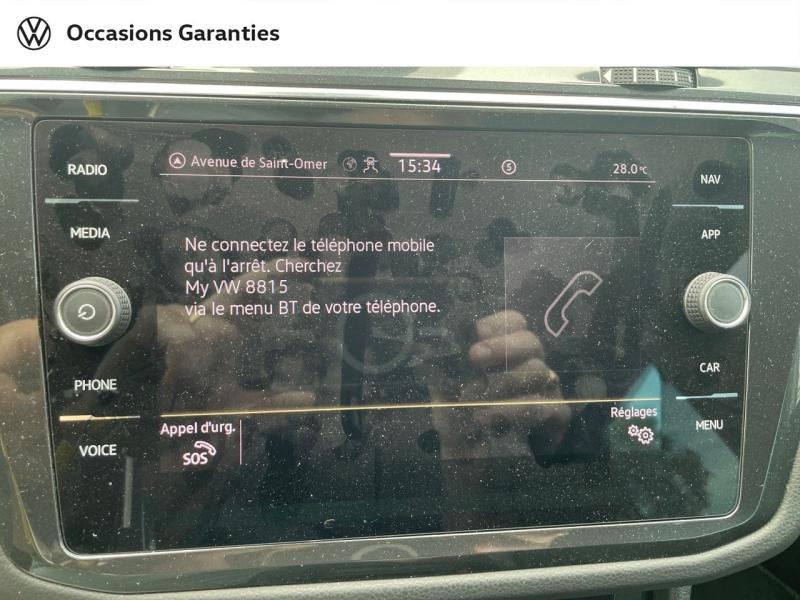 Occasions Garanties
RADIO
Avenue de Saint-Omer
15:34
S
28.0°C
NAV
MEDIA
APP
Ne connectez le téléphone mobile
qu'à l'arrêt. Cherchez
My VW 8815
via le menu BT de votre téléphone.
PHONE
CAR
Appel d'urg.
SOS
Réglages
VOICE
MENU